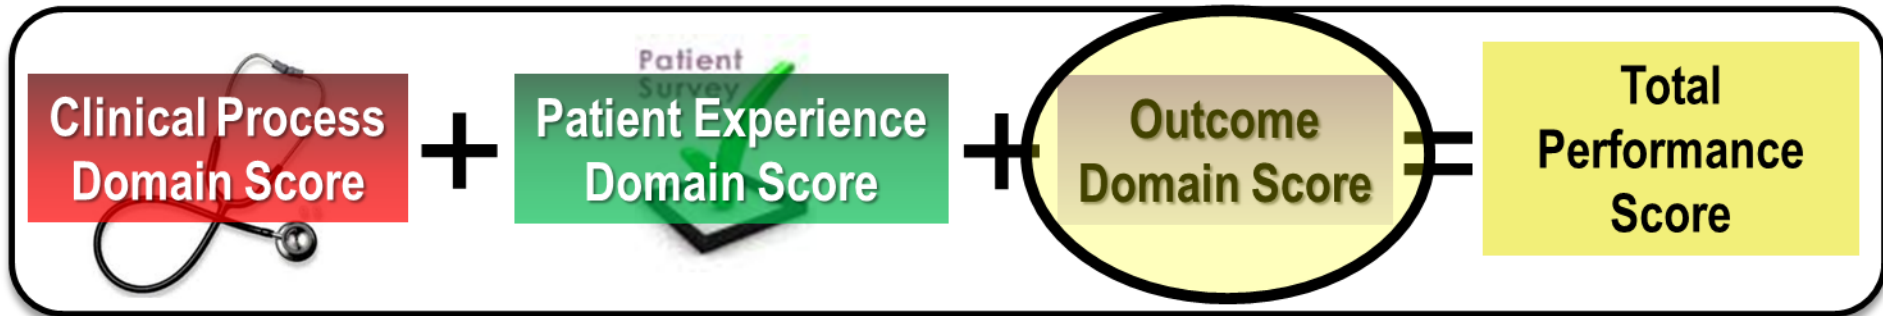 Patient
Survey
Clinical Process
Domain Score
+
Patient Experience
Domain Score
+
Outcome
Domain Score
=
Total
Performance
Score